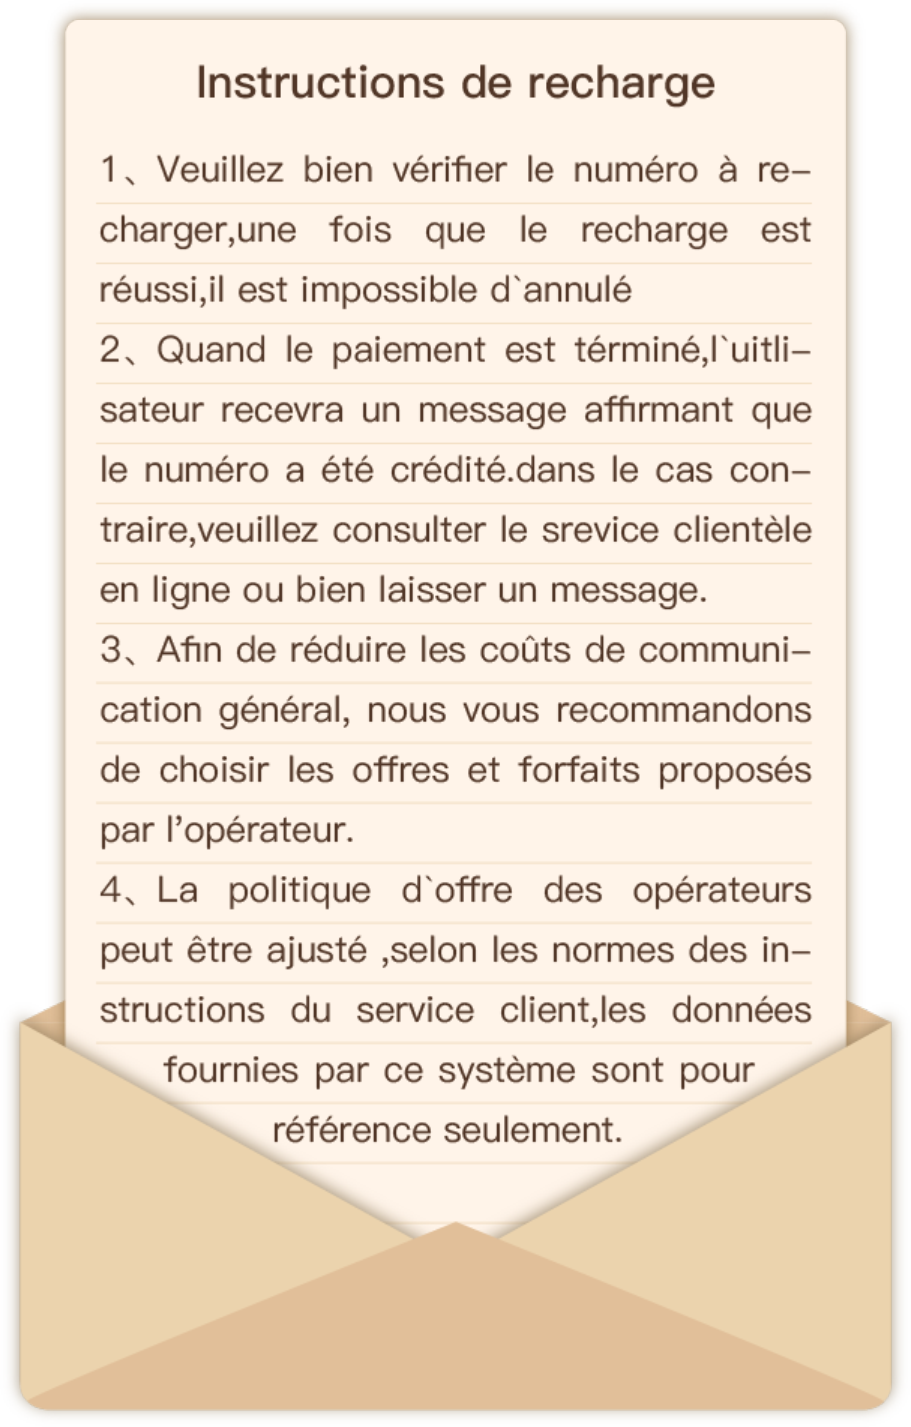 Instructions de recharge
1、Veuillez bien vérifier le numéro à re–
charger,une fois que le recharge est
réussi,il est impossible d`annulé
2、Quand le paiement est términé,l`uitli–
sateur recevra un message affirmant que
le numéro a été crédité.dans le cas con–
traire,veuillez consulter le srevice clientèle
en ligne ou bien laisser un message.
3、Afin de réduire les coûts de communi–
cation général, nous vous recommandons
de choisir les offres et forfaits proposés
par l’opérateur.
4、La politique d`offre des opérateurs
peut être ajusté ,selon les normes des in–
structions du service client,les données
fournies par ce système sont pour
référence seulement.